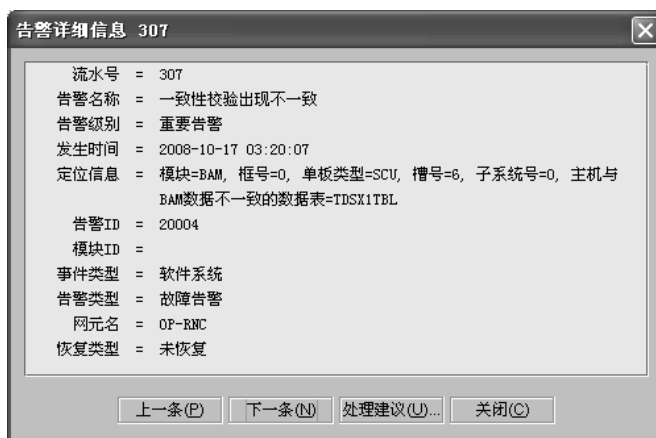 告警详细信息 307
流水号 = 307
告警名称 = 一致性校验出现不一致
告警级别 = 重要告警
发生时间 = 2008-10-17 03:20:07
定位信息 = 模块=BAM, 框号=0, 单板类型=SCU, 槽号=6, 子系统号=0, 主机与
BAM数据不一致的数据表=TDSX1TBL
告警ID = 20004
模块ID =
事件类型 = 软件系统
告警类型 = 故障告警
网元名 = OP-RNC
恢复类型 = 未恢复
上一条(P) 下一条(N) 处理建议(U)... 关闭(C)